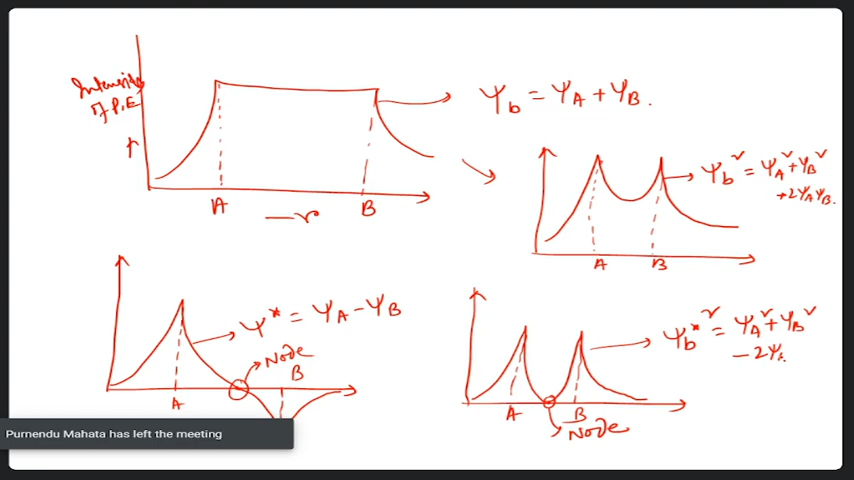 Intensity
of P.E
↑
A
— r
B
→ Ψb = ΨA + ΨB.
→ Ψb² = ΨA² + ΨB²
+2ΨAΨB.
A
B
→ Ψ* = ΨA − ΨB
Node
B
A
→ Ψb*² = ΨA² + ΨB²
− 2Ψ
A
B
Node
Purnendu Mahata has left the meeting